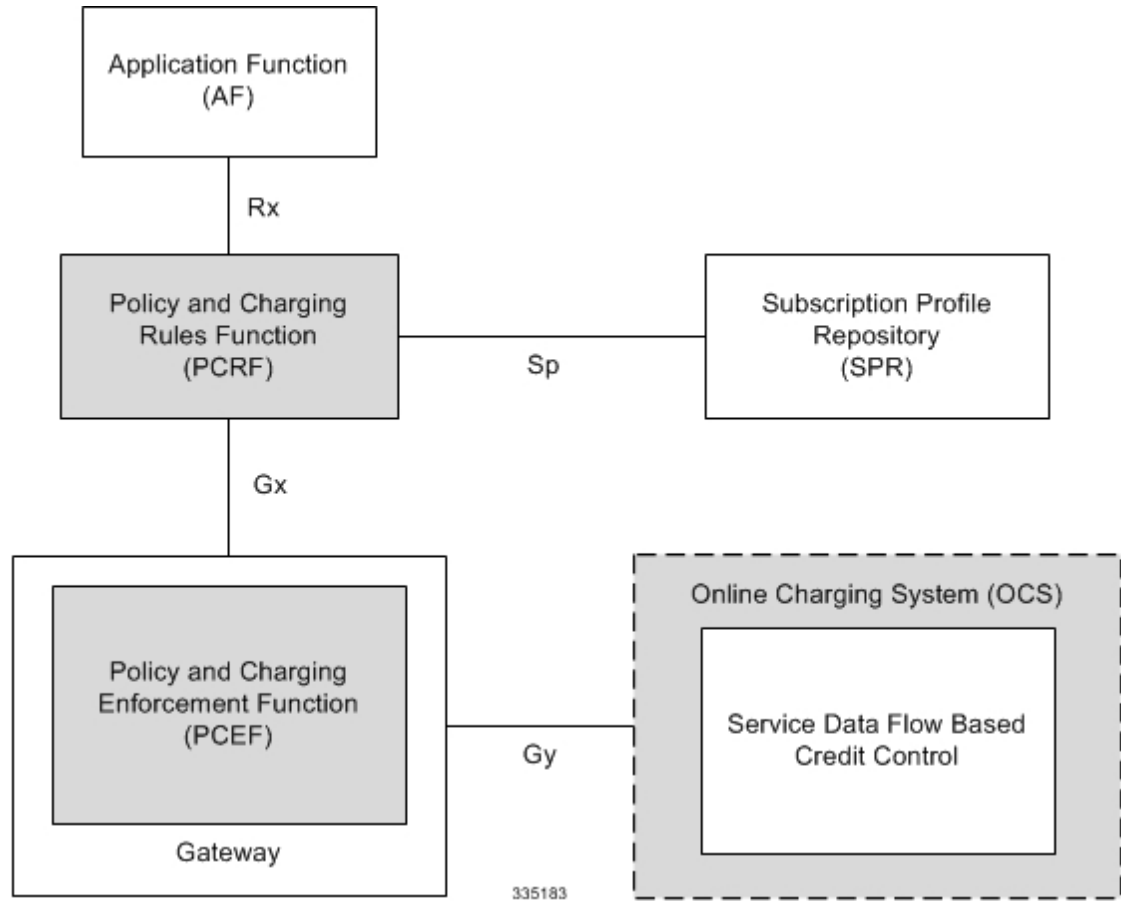 Application Function
(AF)
Rx
Policy and Charging
Rules Function
(PCRF)
Sp
Subscription Profile
Repository
(SPR)
Gx
Policy and Charging
Enforcement Function
(PCEF)
Gateway
Gy
Online Charging System (OCS)
Service Data Flow Based
Credit Control
335183